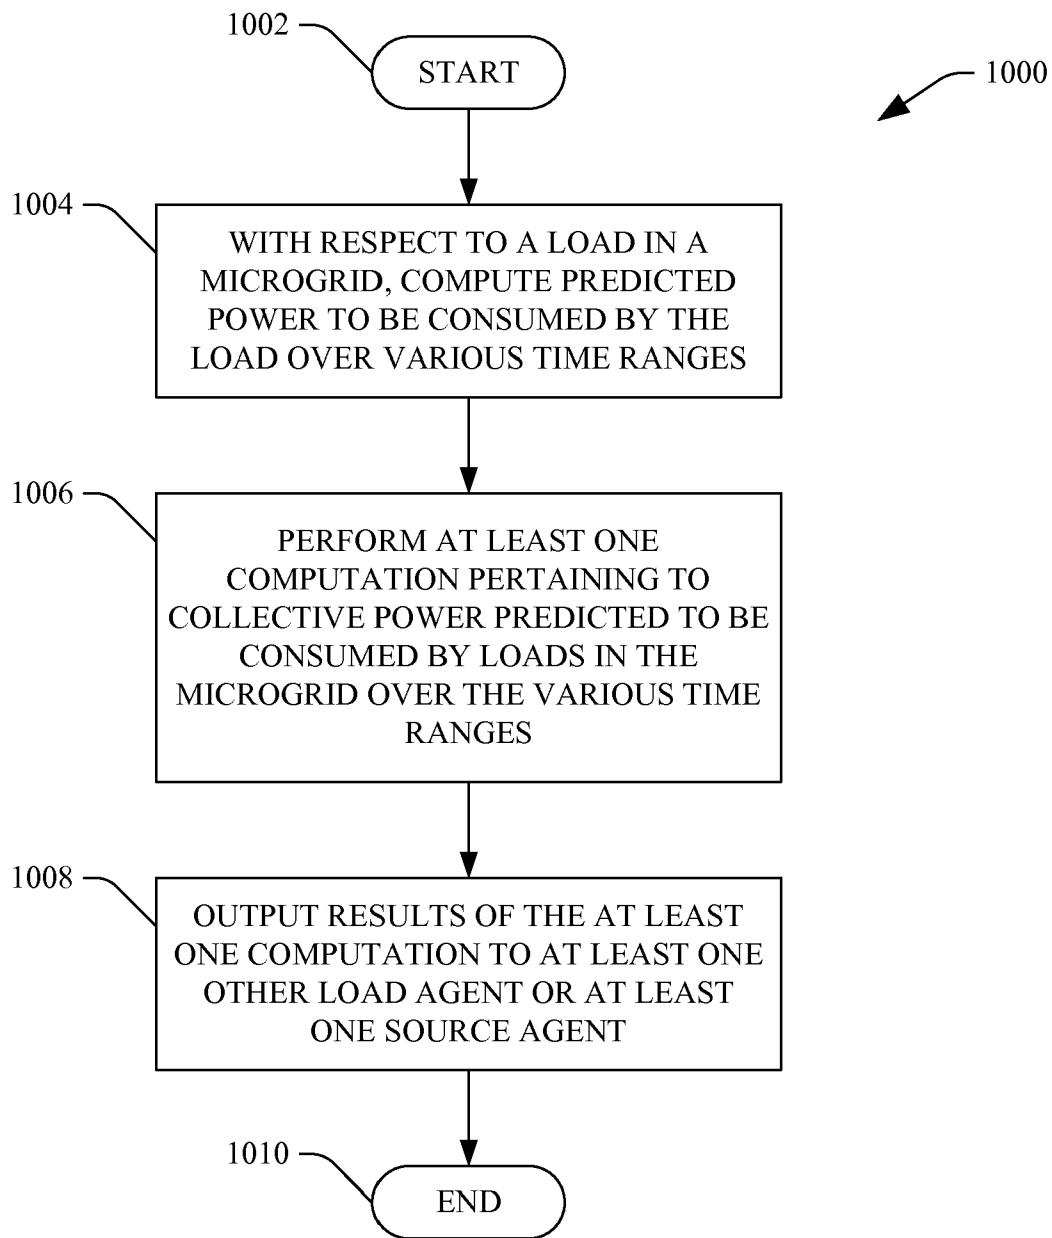 1002
START
1000
1004
WITH RESPECT TO A LOAD IN A
MICROGRID, COMPUTE PREDICTED
POWER TO BE CONSUMED BY THE
LOAD OVER VARIOUS TIME RANGES
1006
PERFORM AT LEAST ONE
COMPUTATION PERTAINING TO
COLLECTIVE POWER PREDICTED TO BE
CONSUMED BY LOADS IN THE
MICROGRID OVER THE VARIOUS TIME
RANGES
1008
OUTPUT RESULTS OF THE AT LEAST
ONE COMPUTATION TO AT LEAST ONE
OTHER LOAD AGENT OR AT LEAST
ONE SOURCE AGENT
1010
END